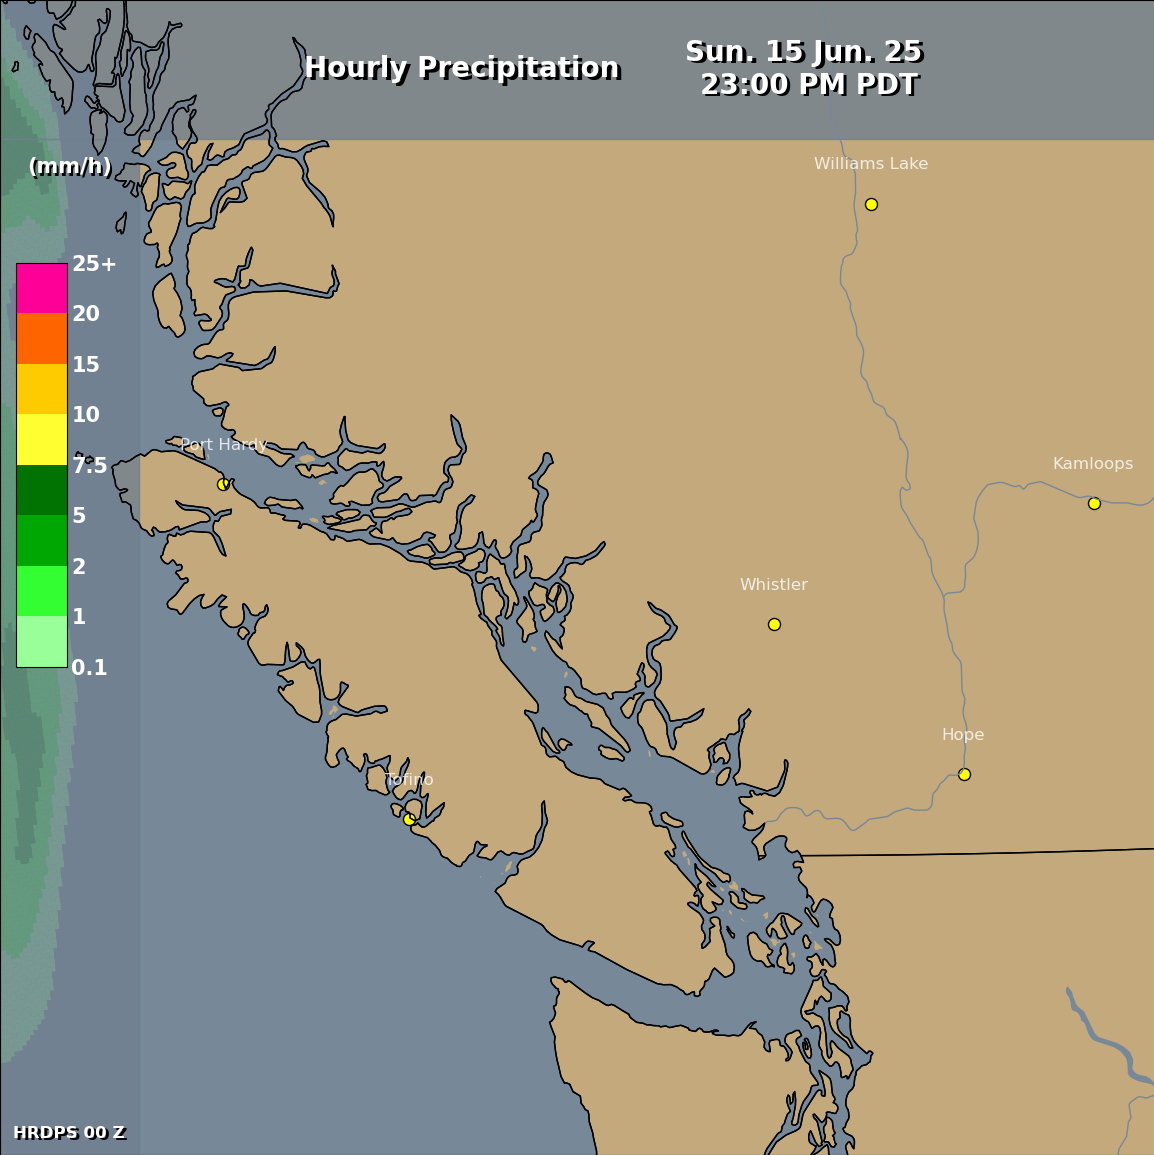 Hourly Precipitation
Sun. 15 Jun. 25
23:00 PM PDT
(mm/h)
Williams Lake
25+
20
15
10
7.5
5
2
1
0.1
Port Hardy
Kamloops
Whistler
Hope
Tofino
HRDPS 00 Z